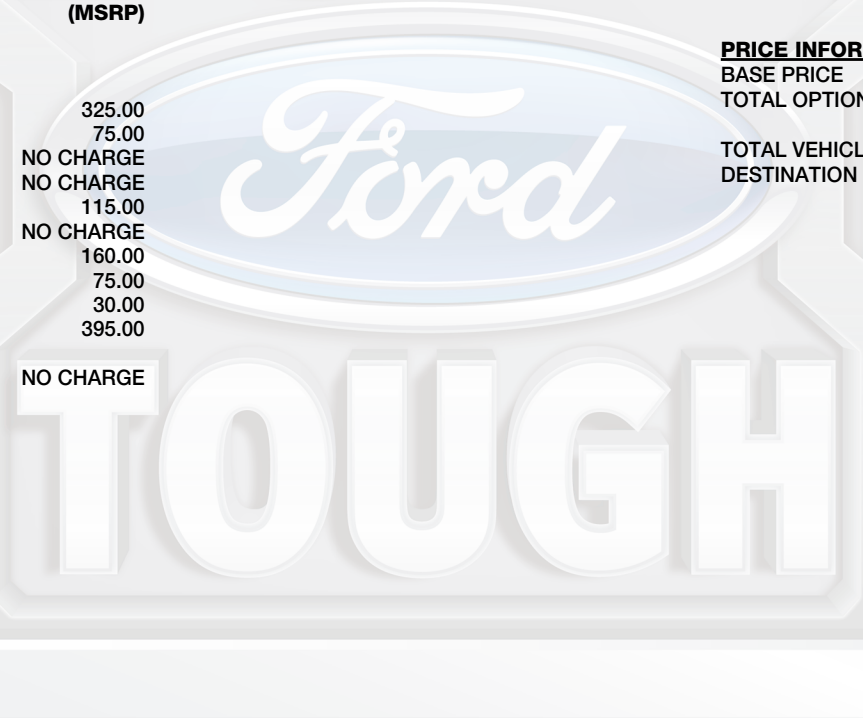 (MSRP)
325.00
75.00
NO CHARGE
NO CHARGE
115.00
NO CHARGE
160.00
75.00
30.00
395.00
NO CHARGE
PRICE INFOR
BASE PRICE
TOTAL OPTION
TOTAL VEHICL
DESTINATION
Ford
TOUGH